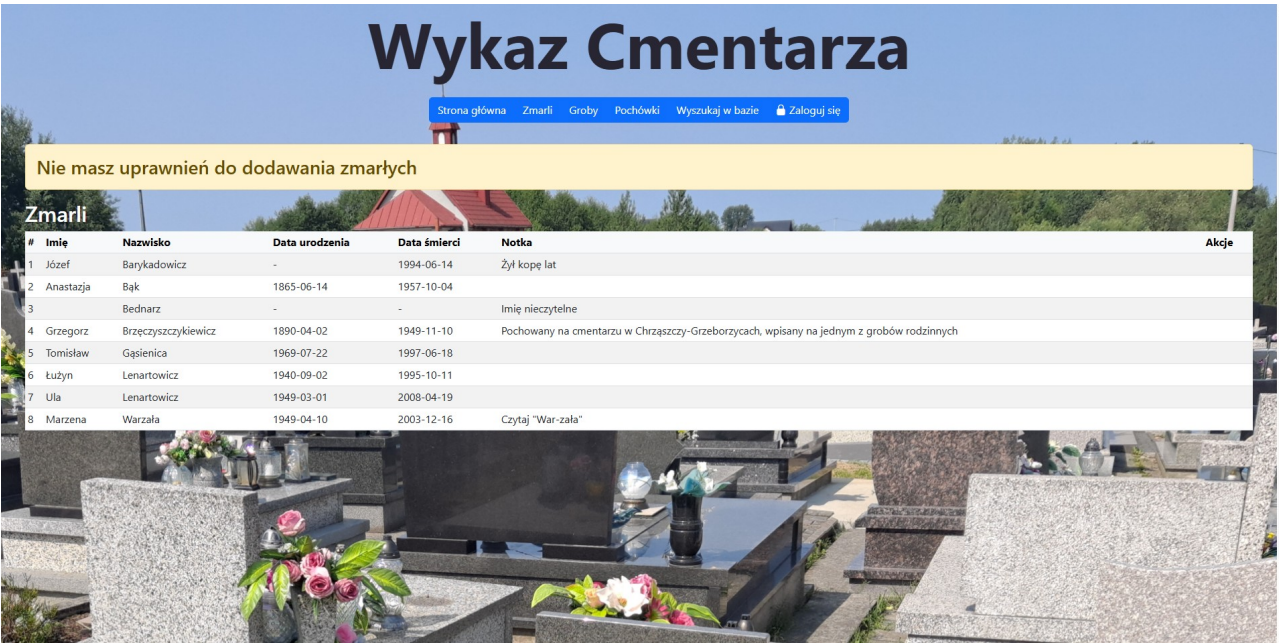 Wykaz Cmentarza
Strona główna Zmarli Groby Pochówki Wyszukaj w bazie Zaloguj się
Nie masz uprawnień do dodawania zmarłych
Zmarli
# Imię Nazwisko Data urodzenia Data śmierci Notka Akcje
1 Józef Barykadowicz - 1994-06-14 Żył kopę lat
2 Anastazja Bąk 1865-06-14 1957-10-04
3 Bednarz - - Imię nieczytelne
4 Grzegorz Brzęczyszczykiewicz 1890-04-02 1949-11-10 Pochowany na cmentarzu w Chrząszczy-Grzeborzycach, wpisany na jednym z grobów rodzinnych
5 Tomisław Gąsienica 1969-07-22 1997-06-18
6 Łużyn Lenartowicz 1940-09-02 1995-10-11
7 Ula Lenartowicz 1949-03-01 2008-04-19
8 Marzena Warzała 1949-04-10 2003-12-16 Czytaj "War-zała"